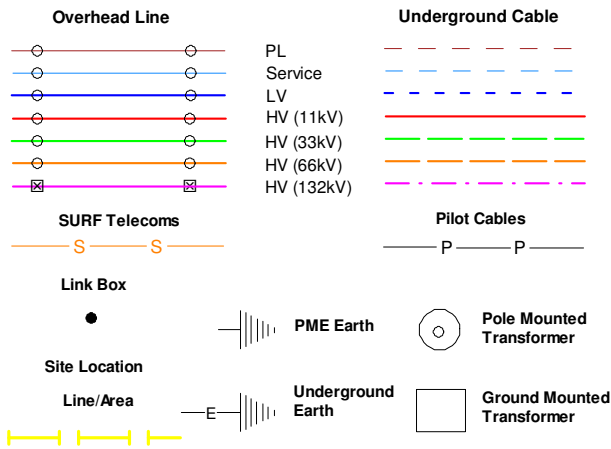 Overhead Line
Underground Cable
PL
Service
LV
HV (11kV)
HV (33kV)
HV (66kV)
HV (132kV)
SURF Telecoms
Pilot Cables
S S
P P
Link Box
PME Earth
Pole Mounted
Transformer
Site Location
Line/Area
E
Underground
Earth
Ground Mounted
Transformer